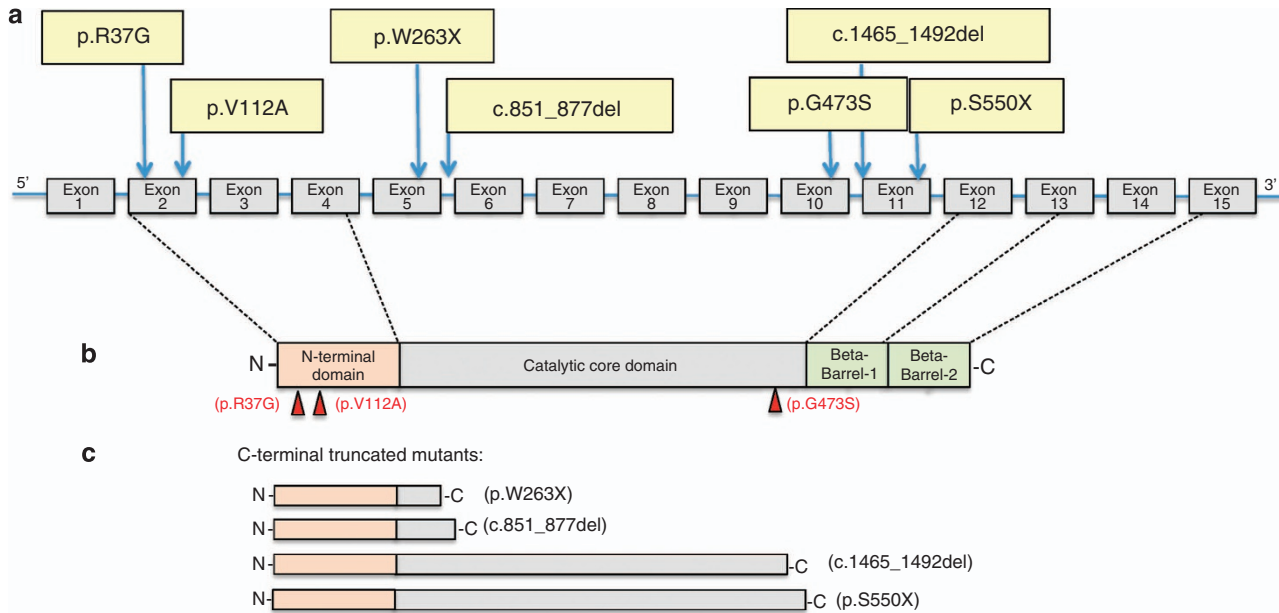 a
p.R37G
p.W263X
c.1465_1492del
p.V112A
c.851_877del
p.G473S
p.S550X
5'
Exon
1
Exon
2
Exon
3
Exon
4
Exon
5
Exon
6
Exon
7
Exon
8
Exon
9
Exon
10
Exon
11
Exon
12
Exon
13
Exon
14
Exon
15
3'
b
N
N-terminal
domain
Catalytic core domain
Beta-
Barrel-1
Beta-
Barrel-2
-C
(p.R37G)
(p.V112A)
(p.G473S)
c
C-terminal truncated mutants:
N- -C (p.W263X)
N- -C (c.851_877del)
N- -C (c.1465_1492del)
N- -C (p.S550X)